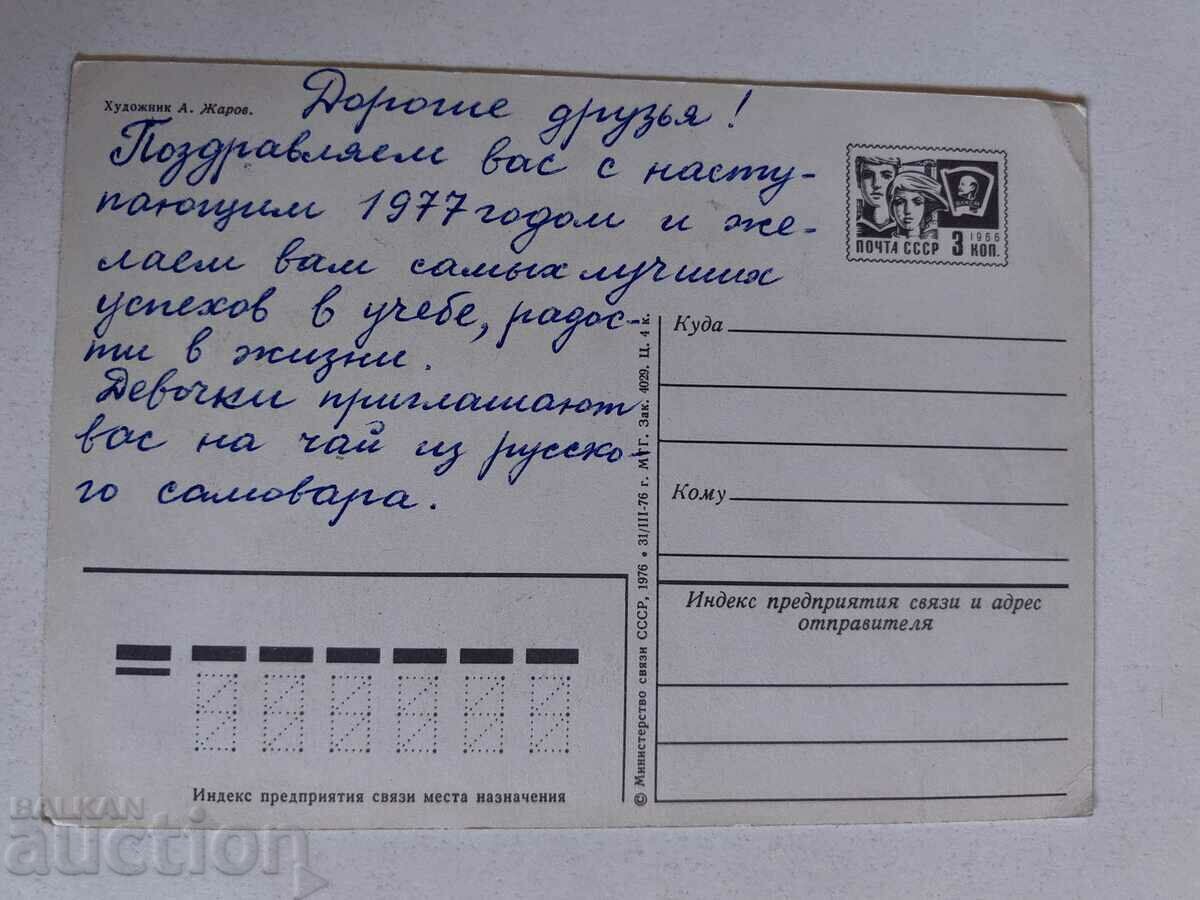 Художник А. Жаров.
Дорогие друзья!
Поздравляем вас с насту-
пающим 1977 годом и же-
лаем вам самых лучших
успехов в учебе, радос-
ти в жизни.
Девочки приглашают
вас на чай из русско-
го самовара.
ПОЧТА СССР 3 КОП. 1966
ВЛКСМ
Куда
Кому
Индекс предприятия связи и адрес
отправителя
Индекс предприятия связи места назначения
© Министерство связи СССР, 1976 • 31/III-76 г. МТГ. Зак. 4029. Ц. 4 к.
BALKAN
auction